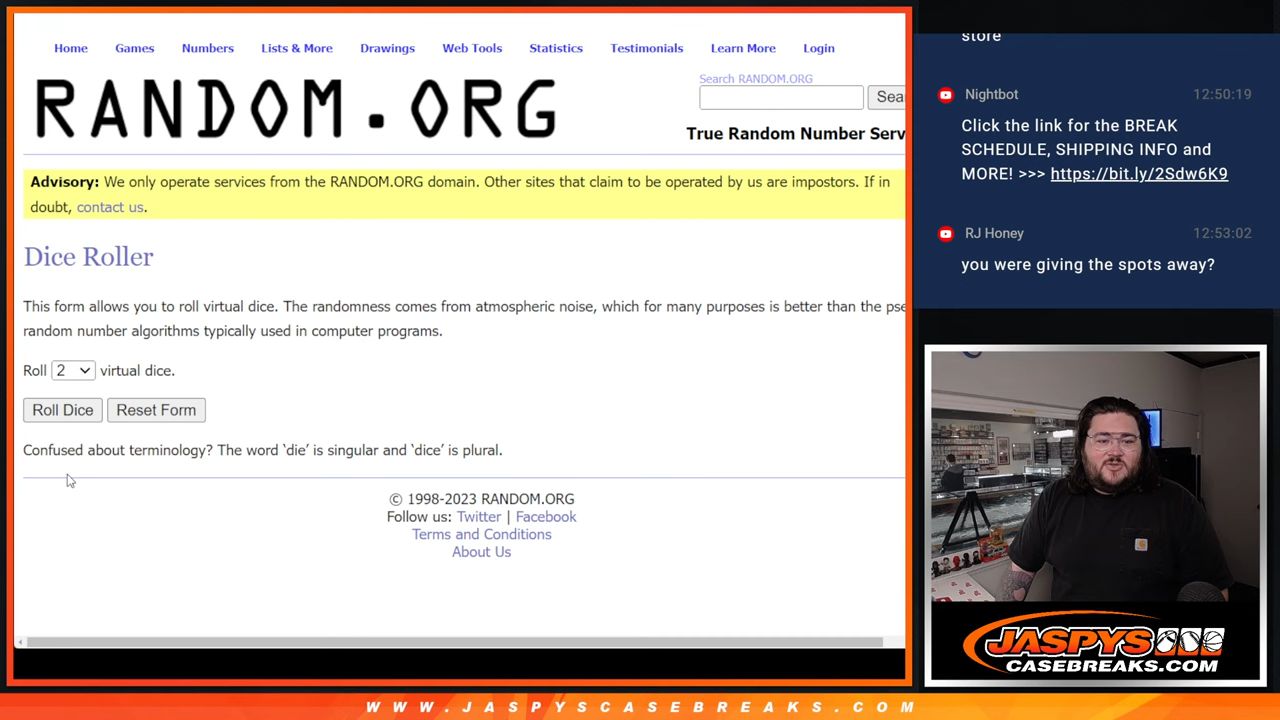 Home Games Numbers Lists & More Drawings Web Tools Statistics Testimonials Learn More Login
RANDOM.ORG
Search RANDOM.ORG
Sea
True Random Number Serv
Advisory: We only operate services from the RANDOM.ORG domain. Other sites that claim to be operated by us are impostors. If in
doubt, contact us.
Dice Roller
This form allows you to roll virtual dice. The randomness comes from atmospheric noise, which for many purposes is better than the pse
random number algorithms typically used in computer programs.
Roll 2 virtual dice.
Roll Dice Reset Form
Confused about terminology? The word ‘die’ is singular and ‘dice’ is plural.
© 1998-2023 RANDOM.ORG
Follow us: Twitter | Facebook
Terms and Conditions
About Us
store
Nightbot 12:50:19
Click the link for the BREAK
SCHEDULE, SHIPPING INFO and
MORE! >>> https://bit.ly/2Sdw6K9
RJ Honey 12:53:02
you were giving the spots away?
JASPYS
CASEBREAKS.COM
WWW.JASPYSCASEBREAKS.COM